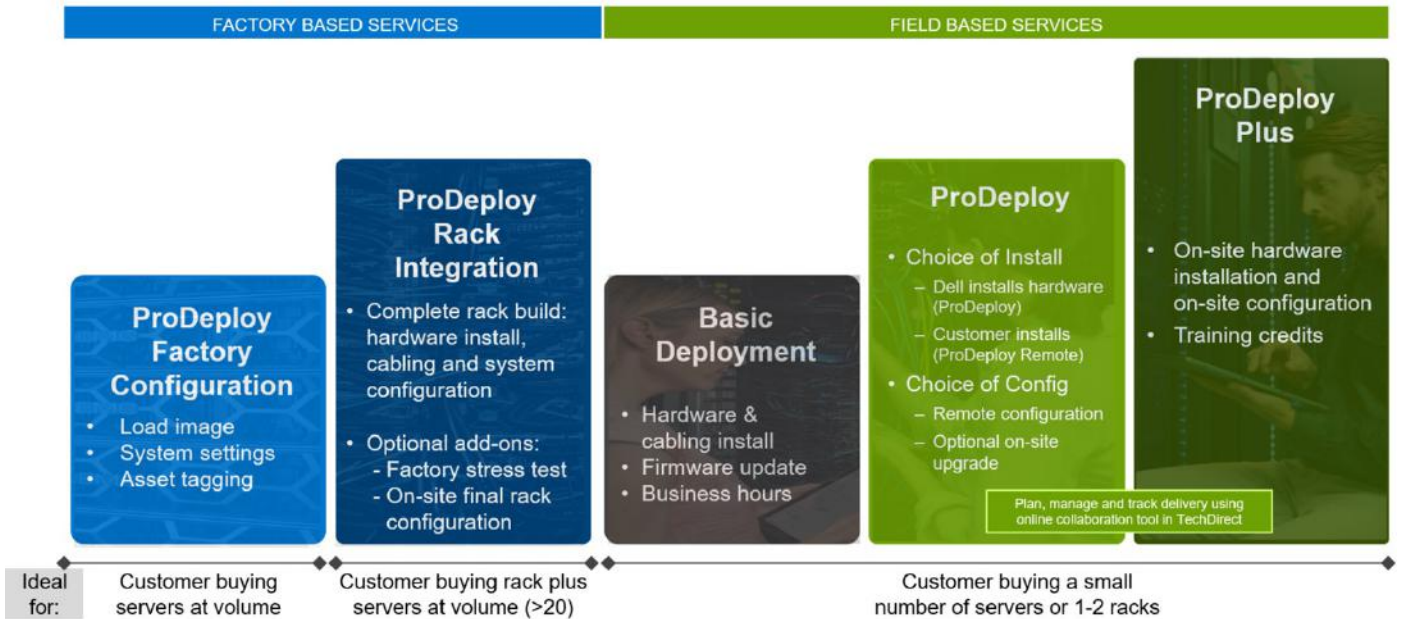 FACTORY BASED SERVICES
FIELD BASED SERVICES
ProDeploy
Factory
Configuration
• Load image
• System settings
• Asset tagging
ProDeploy
Rack
Integration
• Complete rack build:
hardware install,
cabling and system
configuration
• Optional add-ons:
- Factory stress test
- On-site final rack
configuration
Basic
Deployment
• Hardware &
cabling install
• Firmware update
• Business hours
ProDeploy
• Choice of Install
– Dell installs hardware
(ProDeploy)
– Customer installs
(ProDeploy Remote)
• Choice of Config
– Remote configuration
– Optional on-site
upgrade
ProDeploy
Plus
• On-site hardware
installation and
on-site configuration
• Training credits
Plan, manage and track delivery using
online collaboration tool in TechDirect
Ideal
for:
Customer buying
servers at volume
Customer buying rack plus
servers at volume (>20)
Customer buying a small
number of servers or 1-2 racks